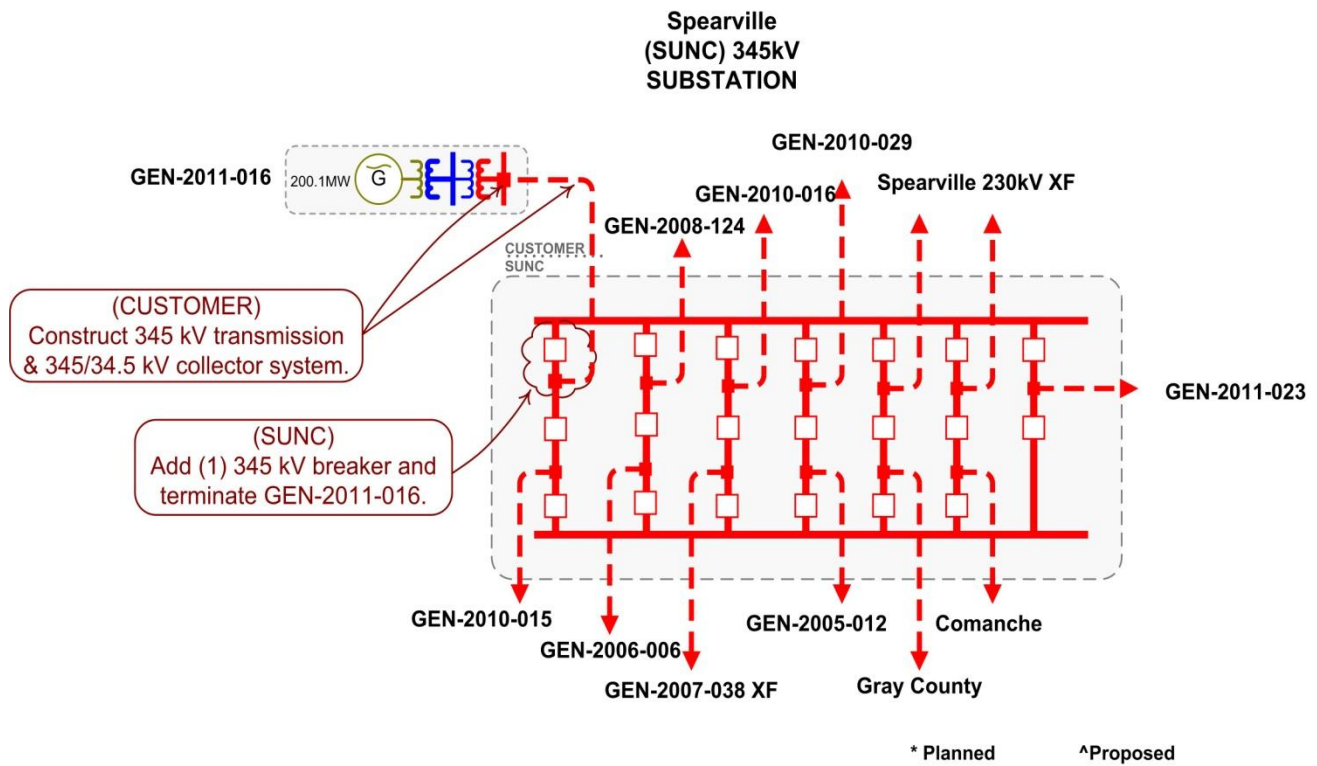 Spearville
(SUNC) 345kV
SUBSTATION
GEN-2010-029
GEN-2011-016
200.1MW
G
Spearville 230kV XF
GEN-2010-016
GEN-2008-124
CUSTOMER
SUNC
(CUSTOMER)
Construct 345 kV transmission
& 345/34.5 kV collector system.
GEN-2011-023
(SUNC)
Add (1) 345 kV breaker and
terminate GEN-2011-016.
GEN-2010-015
GEN-2005-012
Comanche
GEN-2006-006
GEN-2007-038 XF
Gray County
* Planned
^Proposed